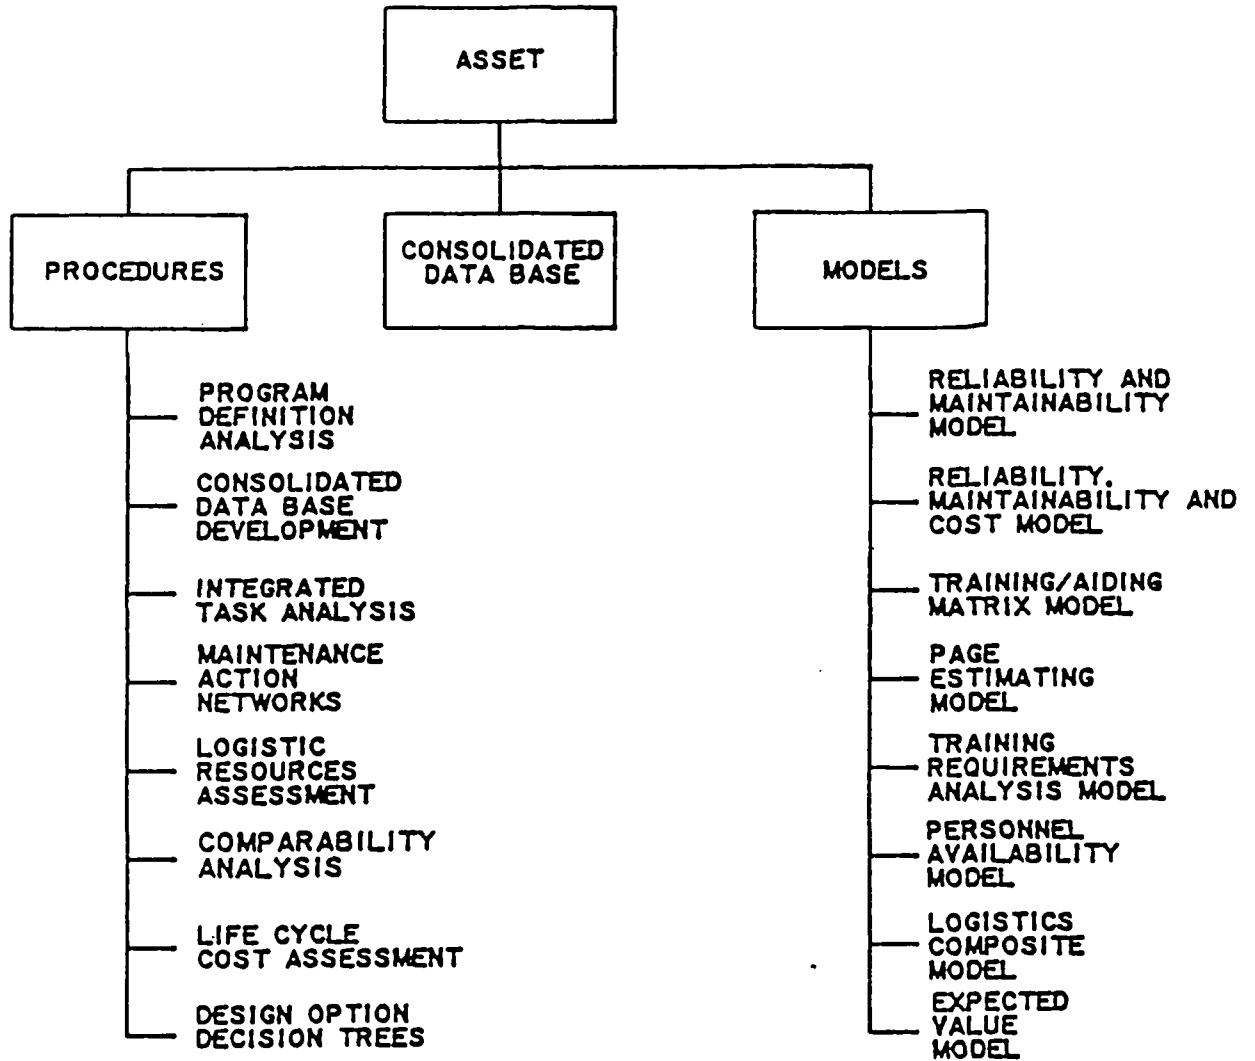 ASSET
PROCEDURES
CONSOLIDATED
DATA BASE
MODELS
PROGRAM
DEFINITION
ANALYSIS
CONSOLIDATED
DATA BASE
DEVELOPMENT
INTEGRATED
TASK ANALYSIS
MAINTENANCE
ACTION
NETWORKS
LOGISTIC
RESOURCES
ASSESSMENT
COMPARABILITY
ANALYSIS
LIFE CYCLE
COST ASSESSMENT
DESIGN OPTION
DECISION TREES
RELIABILITY AND
MAINTAINABILITY
MODEL
RELIABILITY.
MAINTAINABILITY AND
COST MODEL
TRAINING/AIDING
MATRIX MODEL
PAGE
ESTIMATING
MODEL
TRAINING
REQUIREMENTS
ANALYSIS MODEL
PERSONNEL
AVAILABILITY
MODEL
LOGISTICS
COMPOSITE
MODEL
EXPECTED
VALUE
MODEL